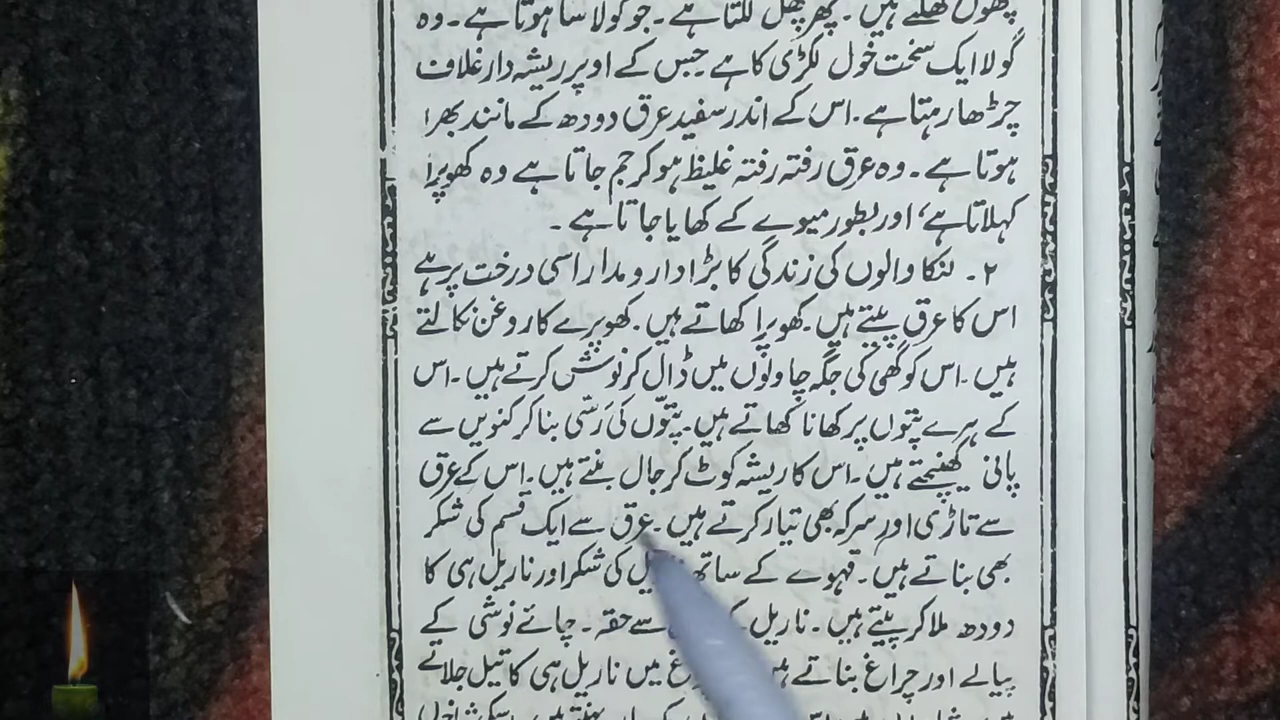 پھول کھلتے ہیں۔ پھر پھل لگتا ہے۔ جو گولا سا ہوتا ہے۔ وہ
گولا ایک سخت خول لکڑی کا ہے جس کے اوپر ریشہ دار غلاف
چڑھا رہتا ہے۔ اس کے اندر سفید عرق دودھ کے مانند بھرا
ہوتا ہے۔ وہ عرق رفتہ رفتہ غلیظ ہو کر جم جاتا ہے وہ کھوپرا
کہلاتا ہے، اور بطور میوے کے کھایا جاتا ہے۔
۲۔ لنکا والوں کی زندگی کا بڑا دار و مدار اسی درخت پر ہے
اس کا عرق پیتے ہیں۔ کھوپرا کھاتے ہیں۔ کھوپرے کا روغن نکالتے
ہیں۔ اس کو گھی کی جگہ چاولوں میں ڈال کر نوش کرتے ہیں۔ اس
کے ہرے پتوں پر کھانا کھاتے ہیں۔ پتّوں کی رَسّی بنا کر کنویں سے
پانی کھینچتے ہیں۔ اس کا ریشہ کوٹ کر جال بنتے ہیں۔ اس کے عرق
سے تاڑی اور سرکہ بھی تیار کرتے ہیں۔ عرق سے ایک قسم کی شکر
بھی بناتے ہیں۔ قہوے کے ساتھ کی شکر اور ناریل ہی کا
دودھ ملا کر پیتے ہیں۔ ناریل سے حقہ۔ چائے نوشی کے
پیالے اور چراغ بناتے میں ناریل ہی کا تیل جلاتے